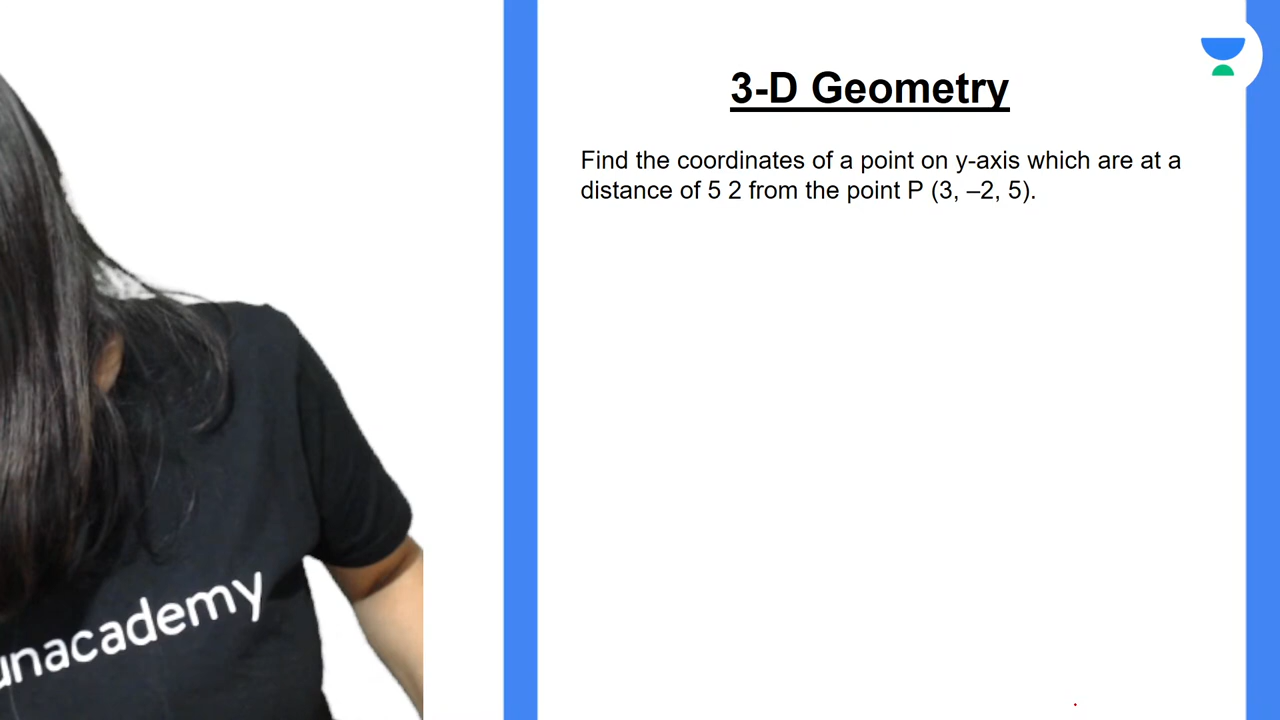 3-D Geometry
Find the coordinates of a point on y-axis which are at a
distance of 5 2 from the point P (3, –2, 5).
unacademy